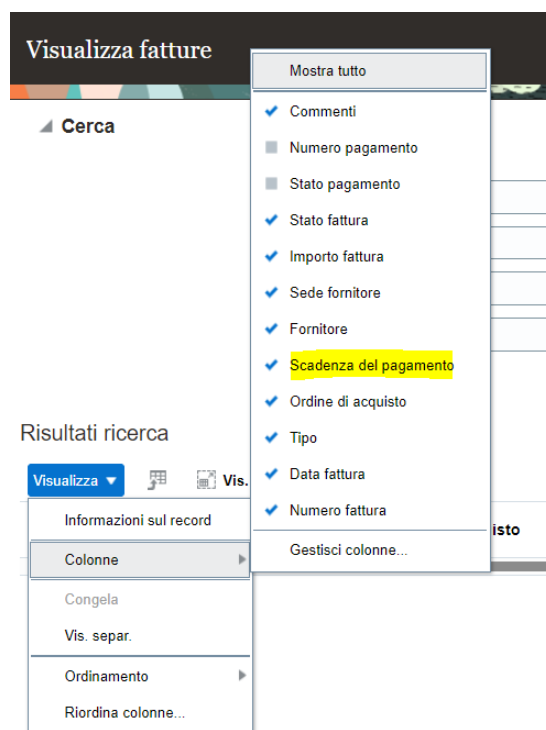 Visualizza fatture
Mostra tutto
Cerca
Commenti
Numero pagamento
Stato pagamento
Stato fattura
Importo fattura
Sede fornitore
Fornitore
Scadenza del pagamento
Ordine di acquisto
Tipo
Data fattura
Numero fattura
Gestisci colonne...
Risultati ricerca
Visualizza
Vis.
isto
Informazioni sul record
Colonne
Congela
Vis. separ.
Ordinamento
Riordina colonne...